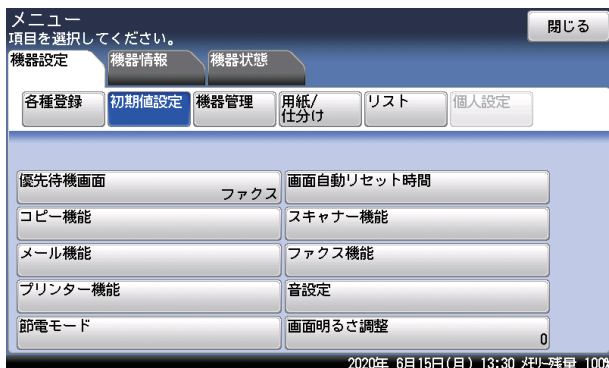 メニュー
閉じる
項目を選択してください。
機器設定 機器情報 機器状態
各種登録 初期値設定 機器管理 用紙/ リスト 個人設定
仕分け
優先待機画面 画面自動リセット時間
ファクス
コピー機能 スキャナー機能
メール機能 ファクス機能
プリンター機能 音設定
節電モード 画面明るさ調整
0
2020年 6月15日(月) 13:30 メモリー残量 100%